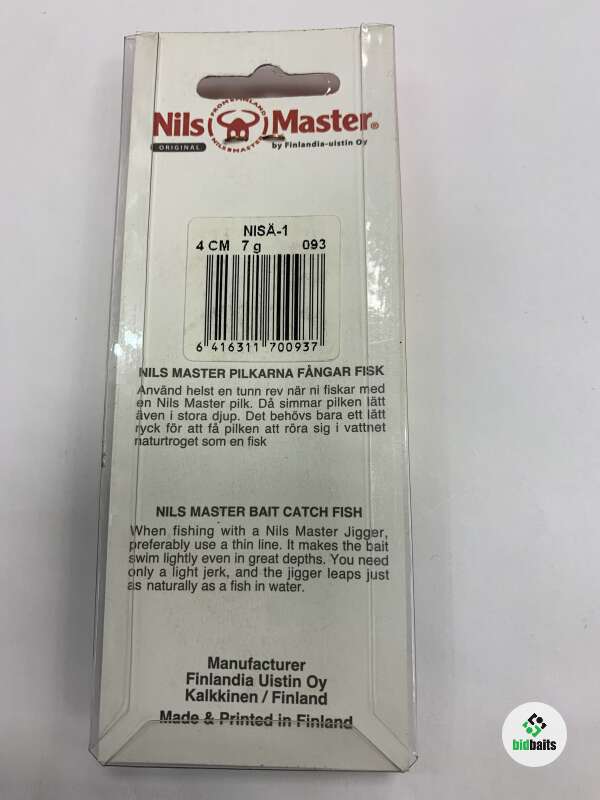 FROM FINLAND
Nils Master®
NILSMASTER
ORIGINAL
by Finlandia-uistin Oy
NISÄ-1
4 CM 7 g 093
6 416311 700937
NILS MASTER PILKARNA FÅNGAR FISK
Använd helst en tunn rev när ni fiskar med
en Nils Master pilk. Då simmar pilken lätt
även i stora djup. Det behövs bara ett lätt
ryck för att få pilken att röra sig i vattnet
naturtroget som en fisk
NILS MASTER BAIT CATCH FISH
When fishing with a Nils Master Jigger,
preferably use a thin line. It makes the bait
swim lightly even in great depths. You need
only a light jerk, and the jigger leaps just
as naturally as a fish in water.
Manufacturer
Finlandia Uistin Oy
Kalkkinen / Finland
Made & Printed in Finland
bidbaits